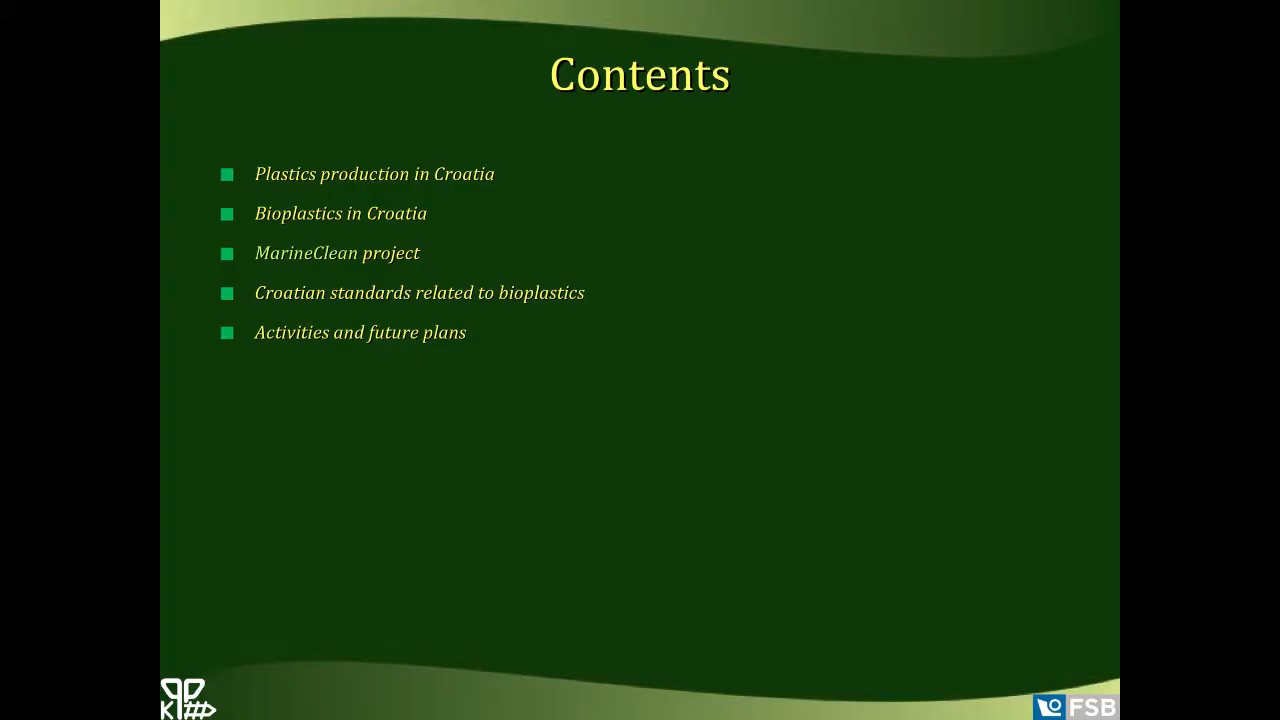 Contents
Plastics production in Croatia
Bioplastics in Croatia
MarineClean project
Croatian standards related to bioplastics
Activities and future plans
FSB